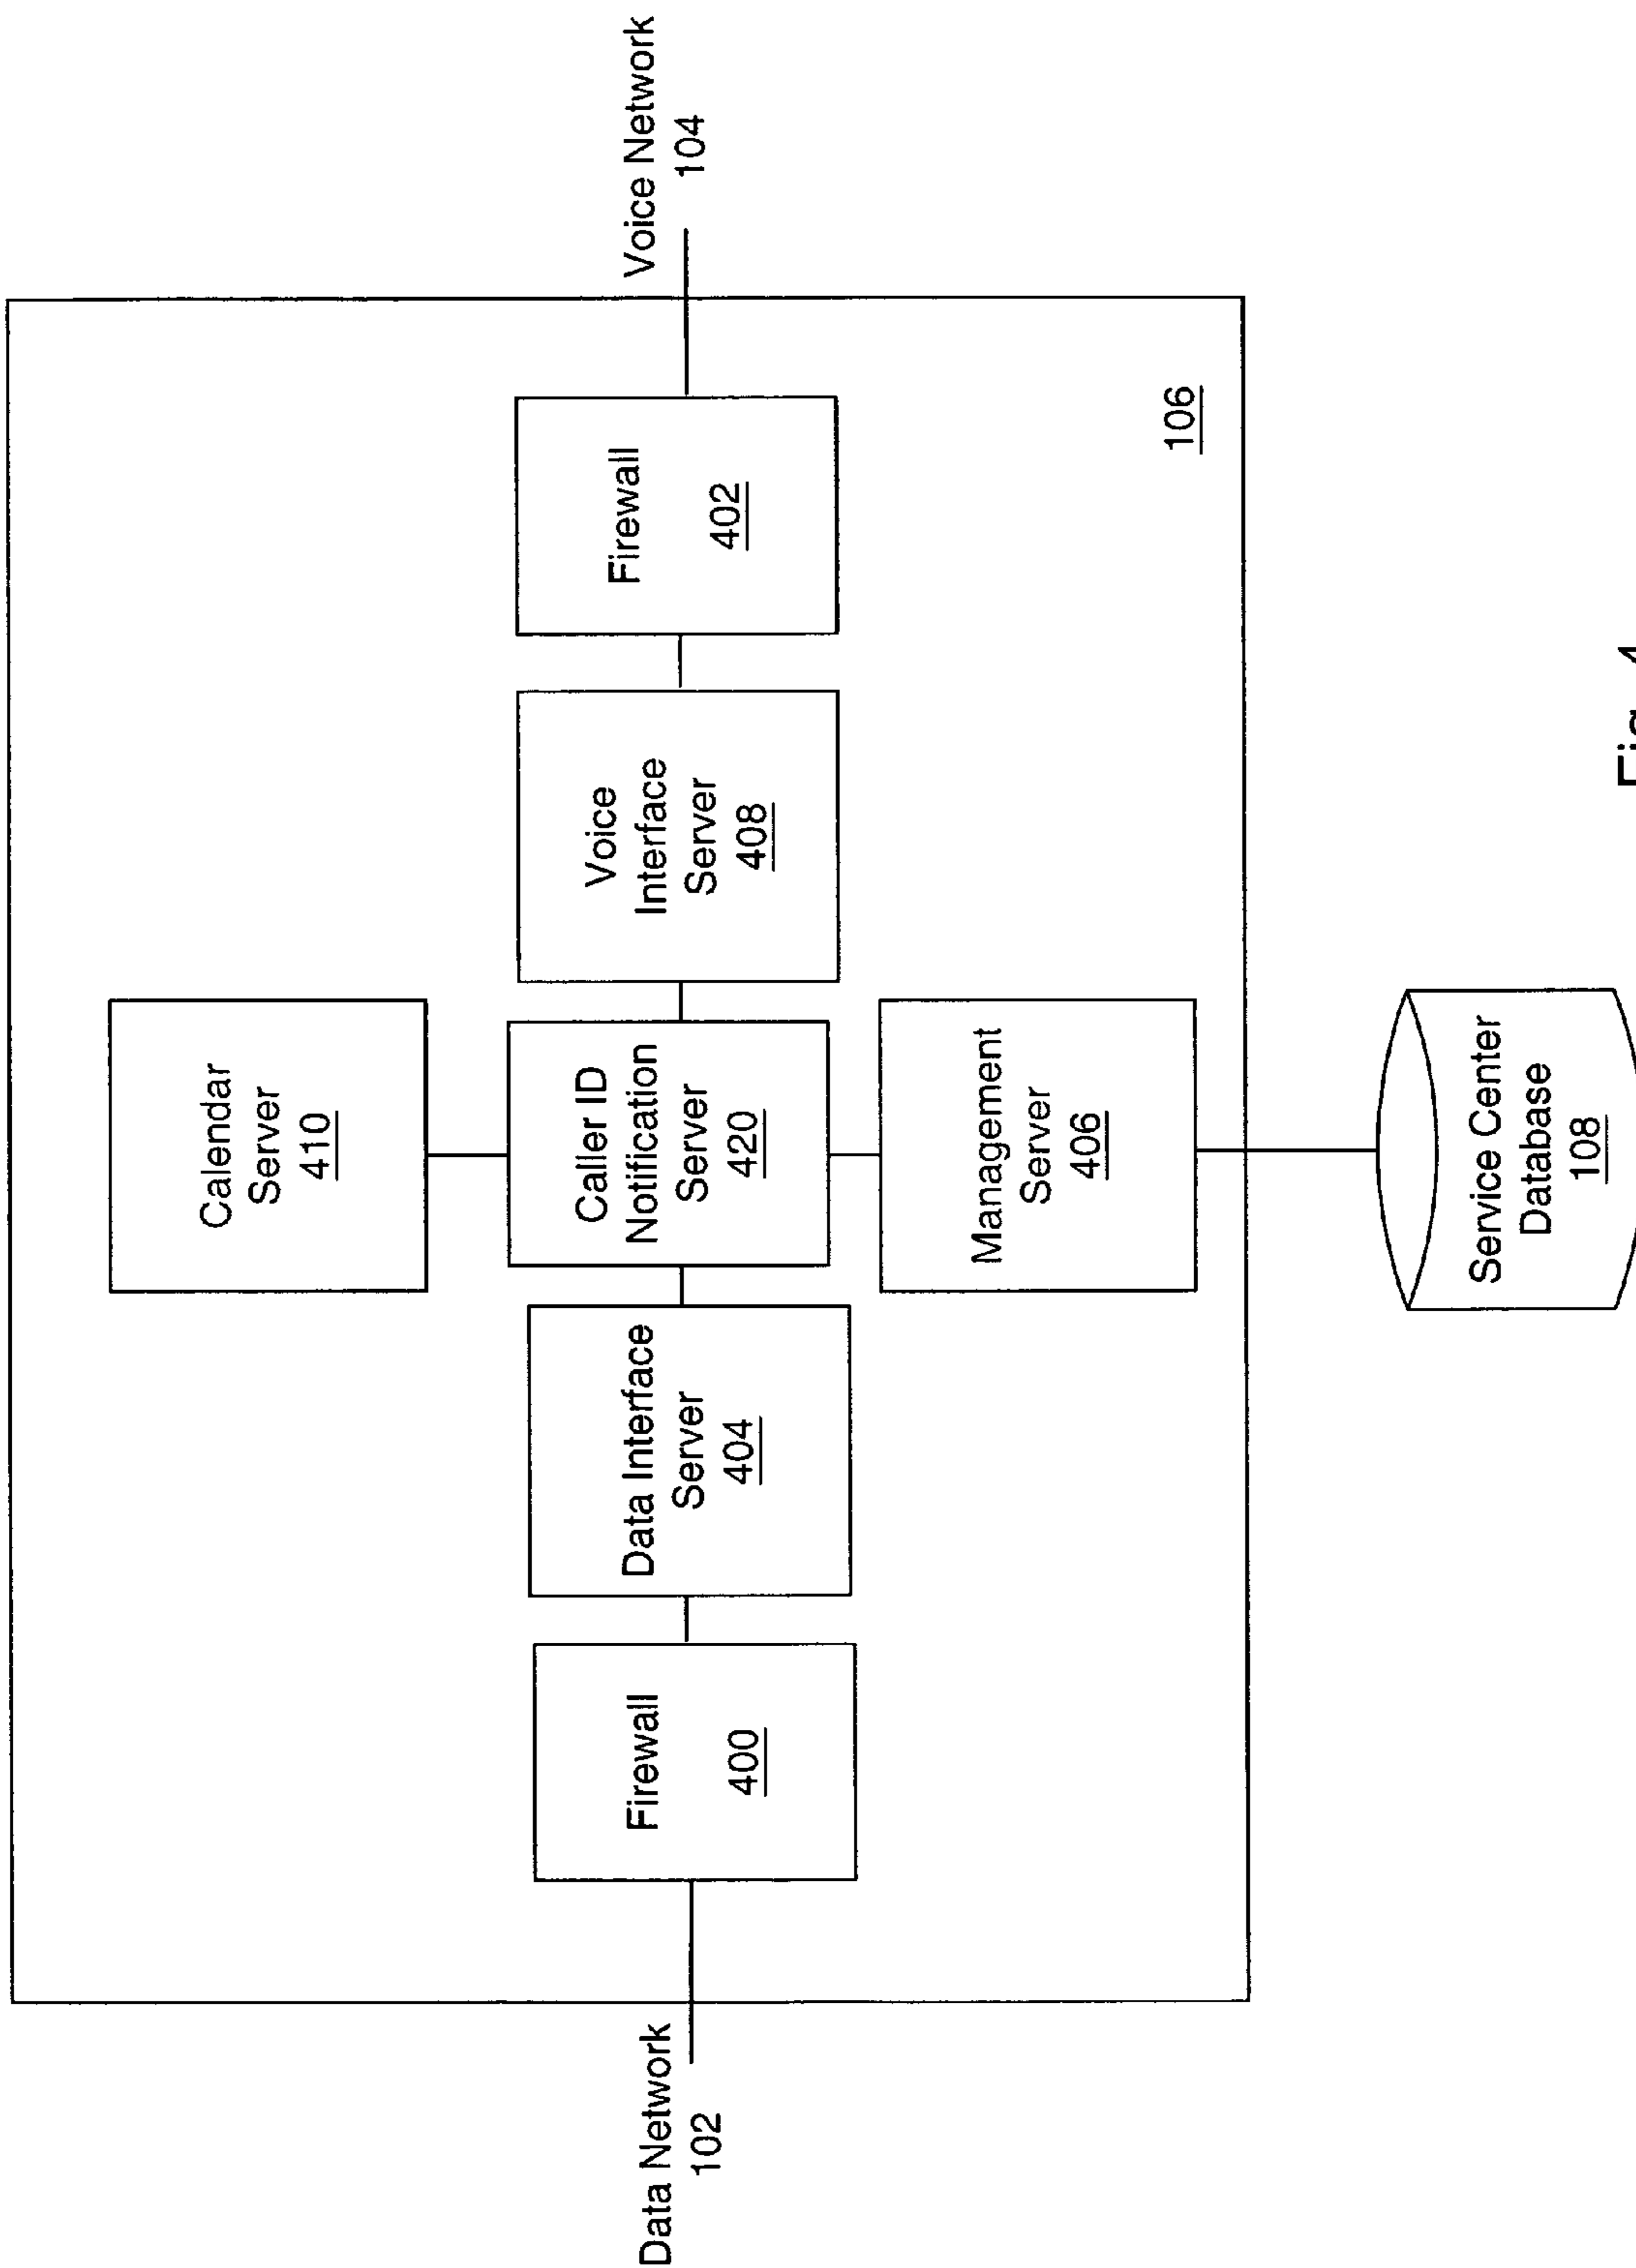 Calendar
Server
410
Data Network
102
Firewall
400
Data Interface
Server
404
Caller ID
Notification
Server
420
Voice
Interface
Server
408
Firewall
402
Voice Network
104
Management
Server
406
106
Service Center
Database
108